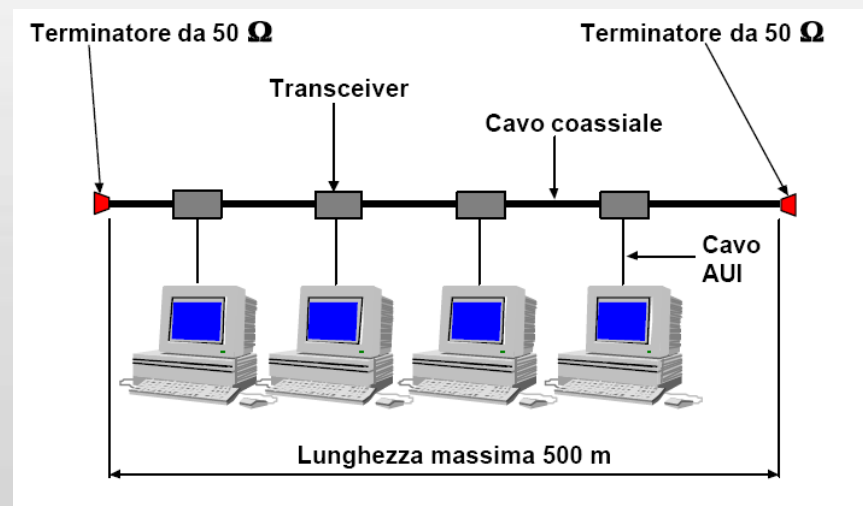 Terminatore da 50 Ω
Terminatore da 50 Ω
Transceiver
Cavo coassiale
Cavo
AUI
Lunghezza massima 500 m